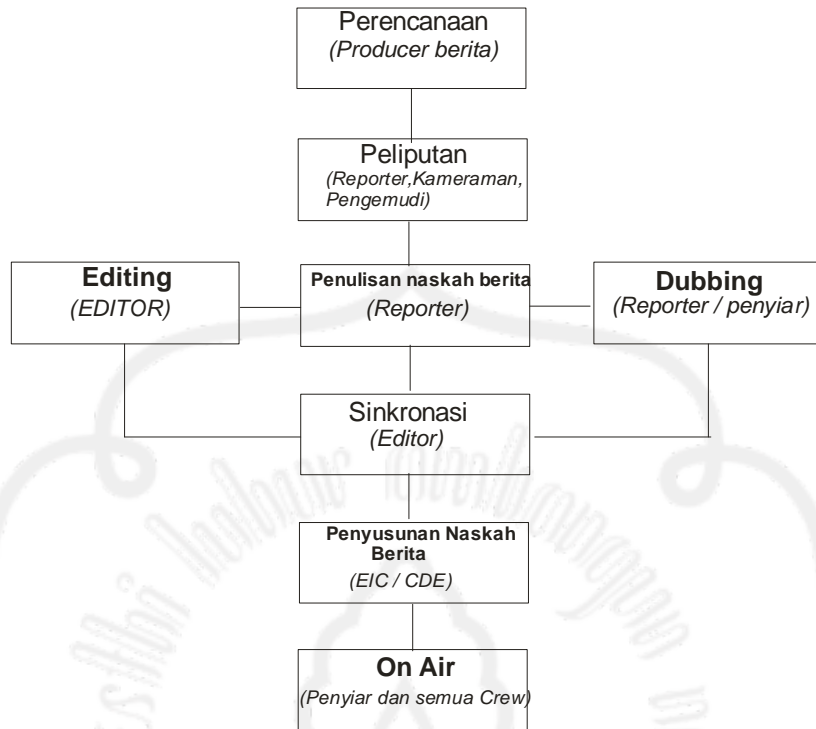 Perencanaan
(Producer berita)
Peliputan
(Reporter,Kameraman,
Pengemudi)
Editing
(EDITOR)
Penulisan naskah berita
(Reporter)
Dubbing
(Reporter / penyiar)
Sinkronasi
(Editor)
Penyusunan Naskah
Berita
(EIC / CDE)
On Air
(Penyiar dan semua Crew)